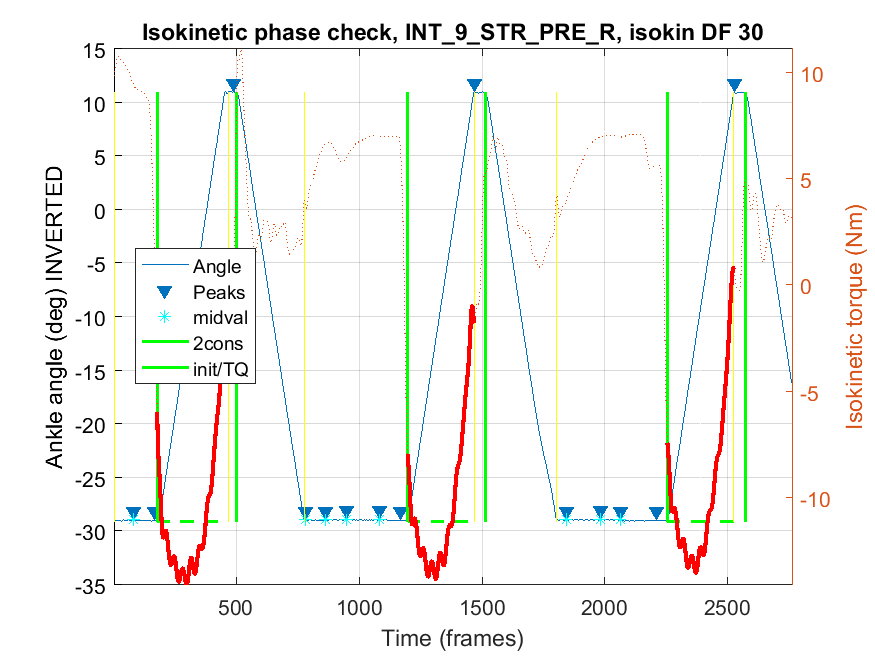 Isokinetic phase check, INT_9_STR_PRE_R, isokin DF 30
15
10
5
0
-5
-10
-15
-20
-25
-30
-35
Ankle angle (deg) INVERTED
Angle
Peaks
midval
2cons
init/TQ
10
5
0
-5
-10
Isokinetic torque (Nm)
500
1000
1500
2000
2500
Time (frames)